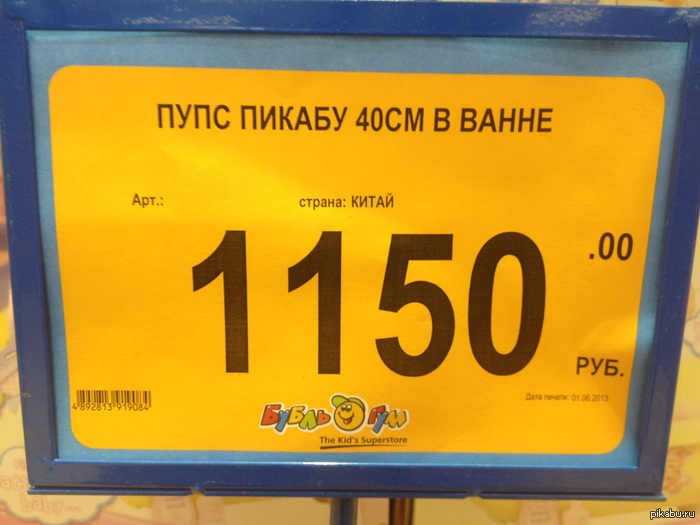 ПУПС ПИКАБУ 40СМ В ВАННЕ
Арт.: страна: КИТАЙ
1150.00
РУБ.
Дата печати: 01.06.2013
4892813919084
Бубль Гум
The Kid's Superstore
pikabu.ru